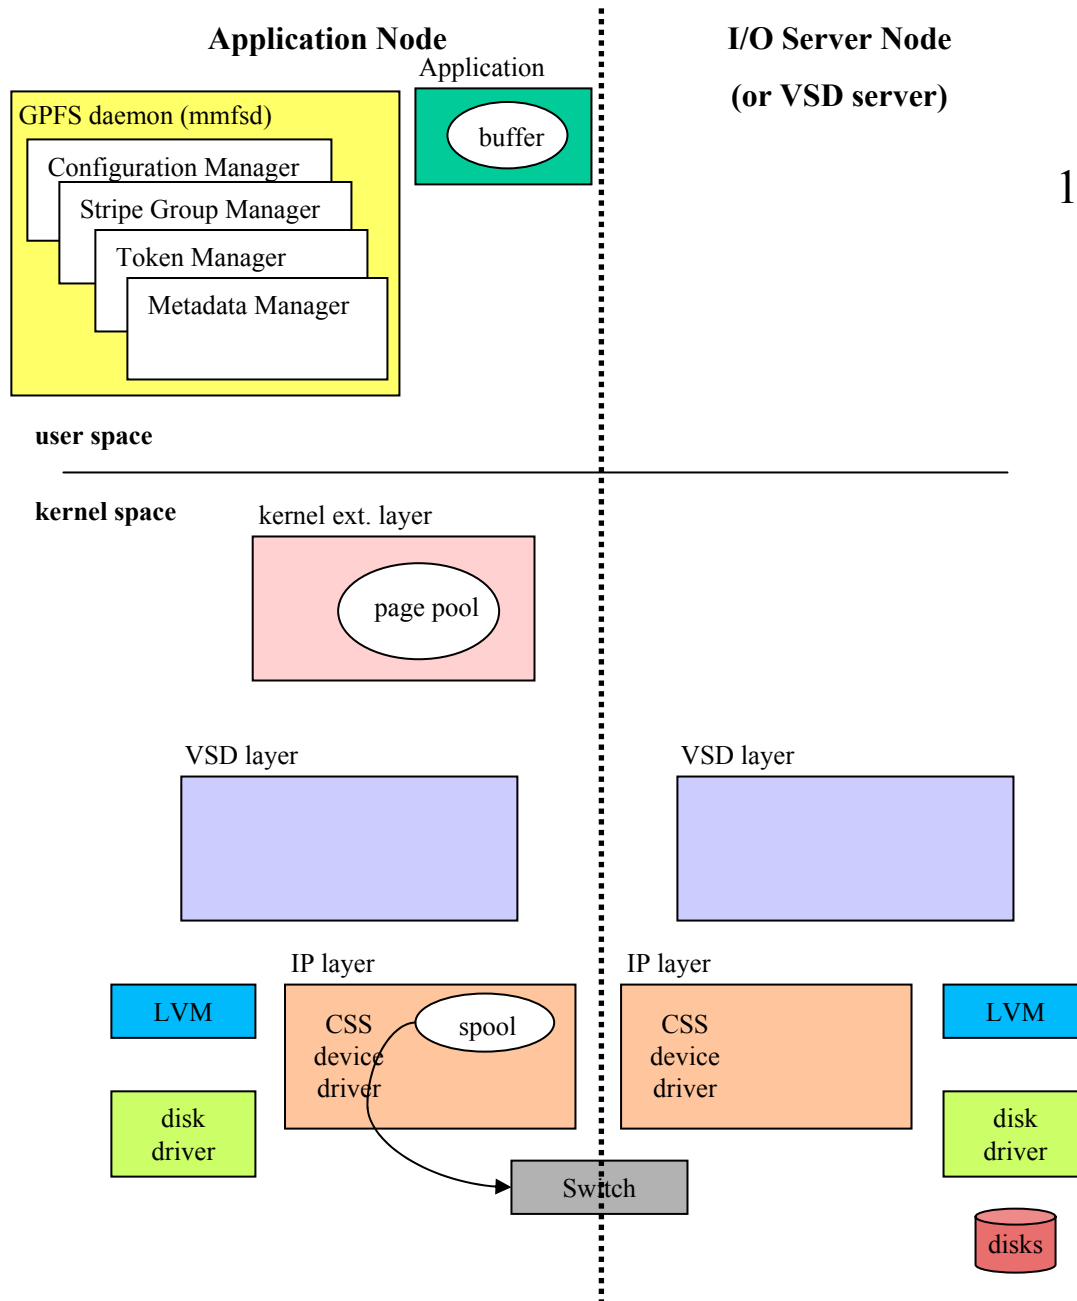 Application Node
I/O Server Node
(or VSD server)
Application
buffer
GPFS daemon (mmfsd)
Configuration Manager
Stripe Group Manager
Token Manager
Metadata Manager
1
user space
kernel space
kernel ext. layer
page pool
VSD layer
VSD layer
IP layer
IP layer
LVM
CSS
device
driver
spool
CSS
device
driver
LVM
disk
driver
disk
driver
Switch
disks